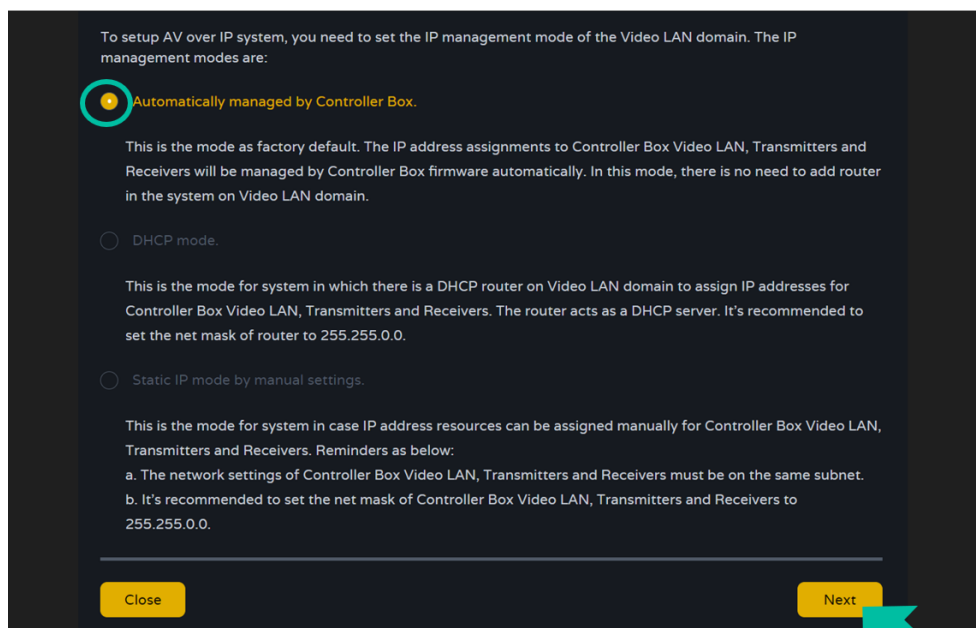 To setup AV over IP system, you need to set the IP management mode of the Video LAN domain. The IP
management modes are:
Automatically managed by Controller Box.
This is the mode as factory default. The IP address assignments to Controller Box Video LAN, Transmitters and
Receivers will be managed by Controller Box firmware automatically. In this mode, there is no need to add router
in the system on Video LAN domain.
DHCP mode.
This is the mode for system in which there is a DHCP router on Video LAN domain to assign IP addresses for
Controller Box Video LAN, Transmitters and Receivers. The router acts as a DHCP server. It's recommended to
set the net mask of router to 255.255.0.0.
Static IP mode by manual settings.
This is the mode for system in case IP address resources can be assigned manually for Controller Box Video LAN,
Transmitters and Receivers. Reminders as below:
a. The network settings of Controller Box Video LAN, Transmitters and Receivers must be on the same subnet.
b. It's recommended to set the net mask of Controller Box Video LAN, Transmitters and Receivers to
255.255.0.0.
Close
Next